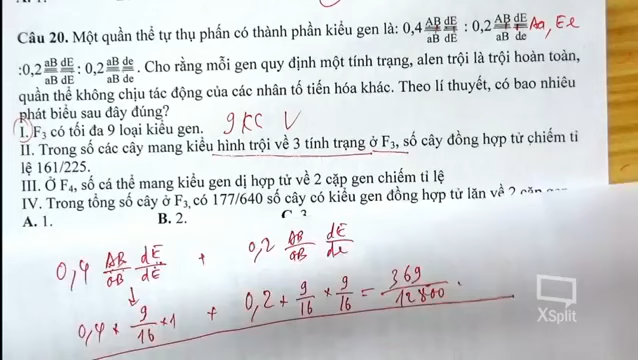 Câu 20. Một quần thể tự thụ phấn có thành phần kiểu gen là: 0,4 AB/aB dE/dE : 0,2 AB/aB dE/de Aa, Ee
:0,2 aB/aB dE/dE : 0,2 aB/aB de/de . Cho rằng mỗi gen quy định một tính trạng, alen trội là trội hoàn toàn,
quần thể không chịu tác động của các nhân tố tiến hóa khác. Theo lí thuyết, có bao nhiêu
phát biểu sau đây đúng?
I. F3 có tối đa 9 loại kiểu gen. 9KG V
II. Trong số các cây mang kiểu hình trội về 3 tính trạng ở F3, số cây đồng hợp tử chiếm tỉ
lệ 161/225.
III. Ở F4, số cá thể mang kiểu gen dị hợp tử về 2 cặp gen chiếm tỉ lệ
IV. Trong tổng số cây ở F3, có 177/640 số cây có kiểu gen đồng hợp tử lặn về 2 cặp
A. 1. B. 2. C
0,4 AB/aB dE/dE + 0,2 AB/aB dE/de
0,4 × 9/16 × 1 + 0,2 × 9/16 × 9/16 = 369/12800.
XSplit